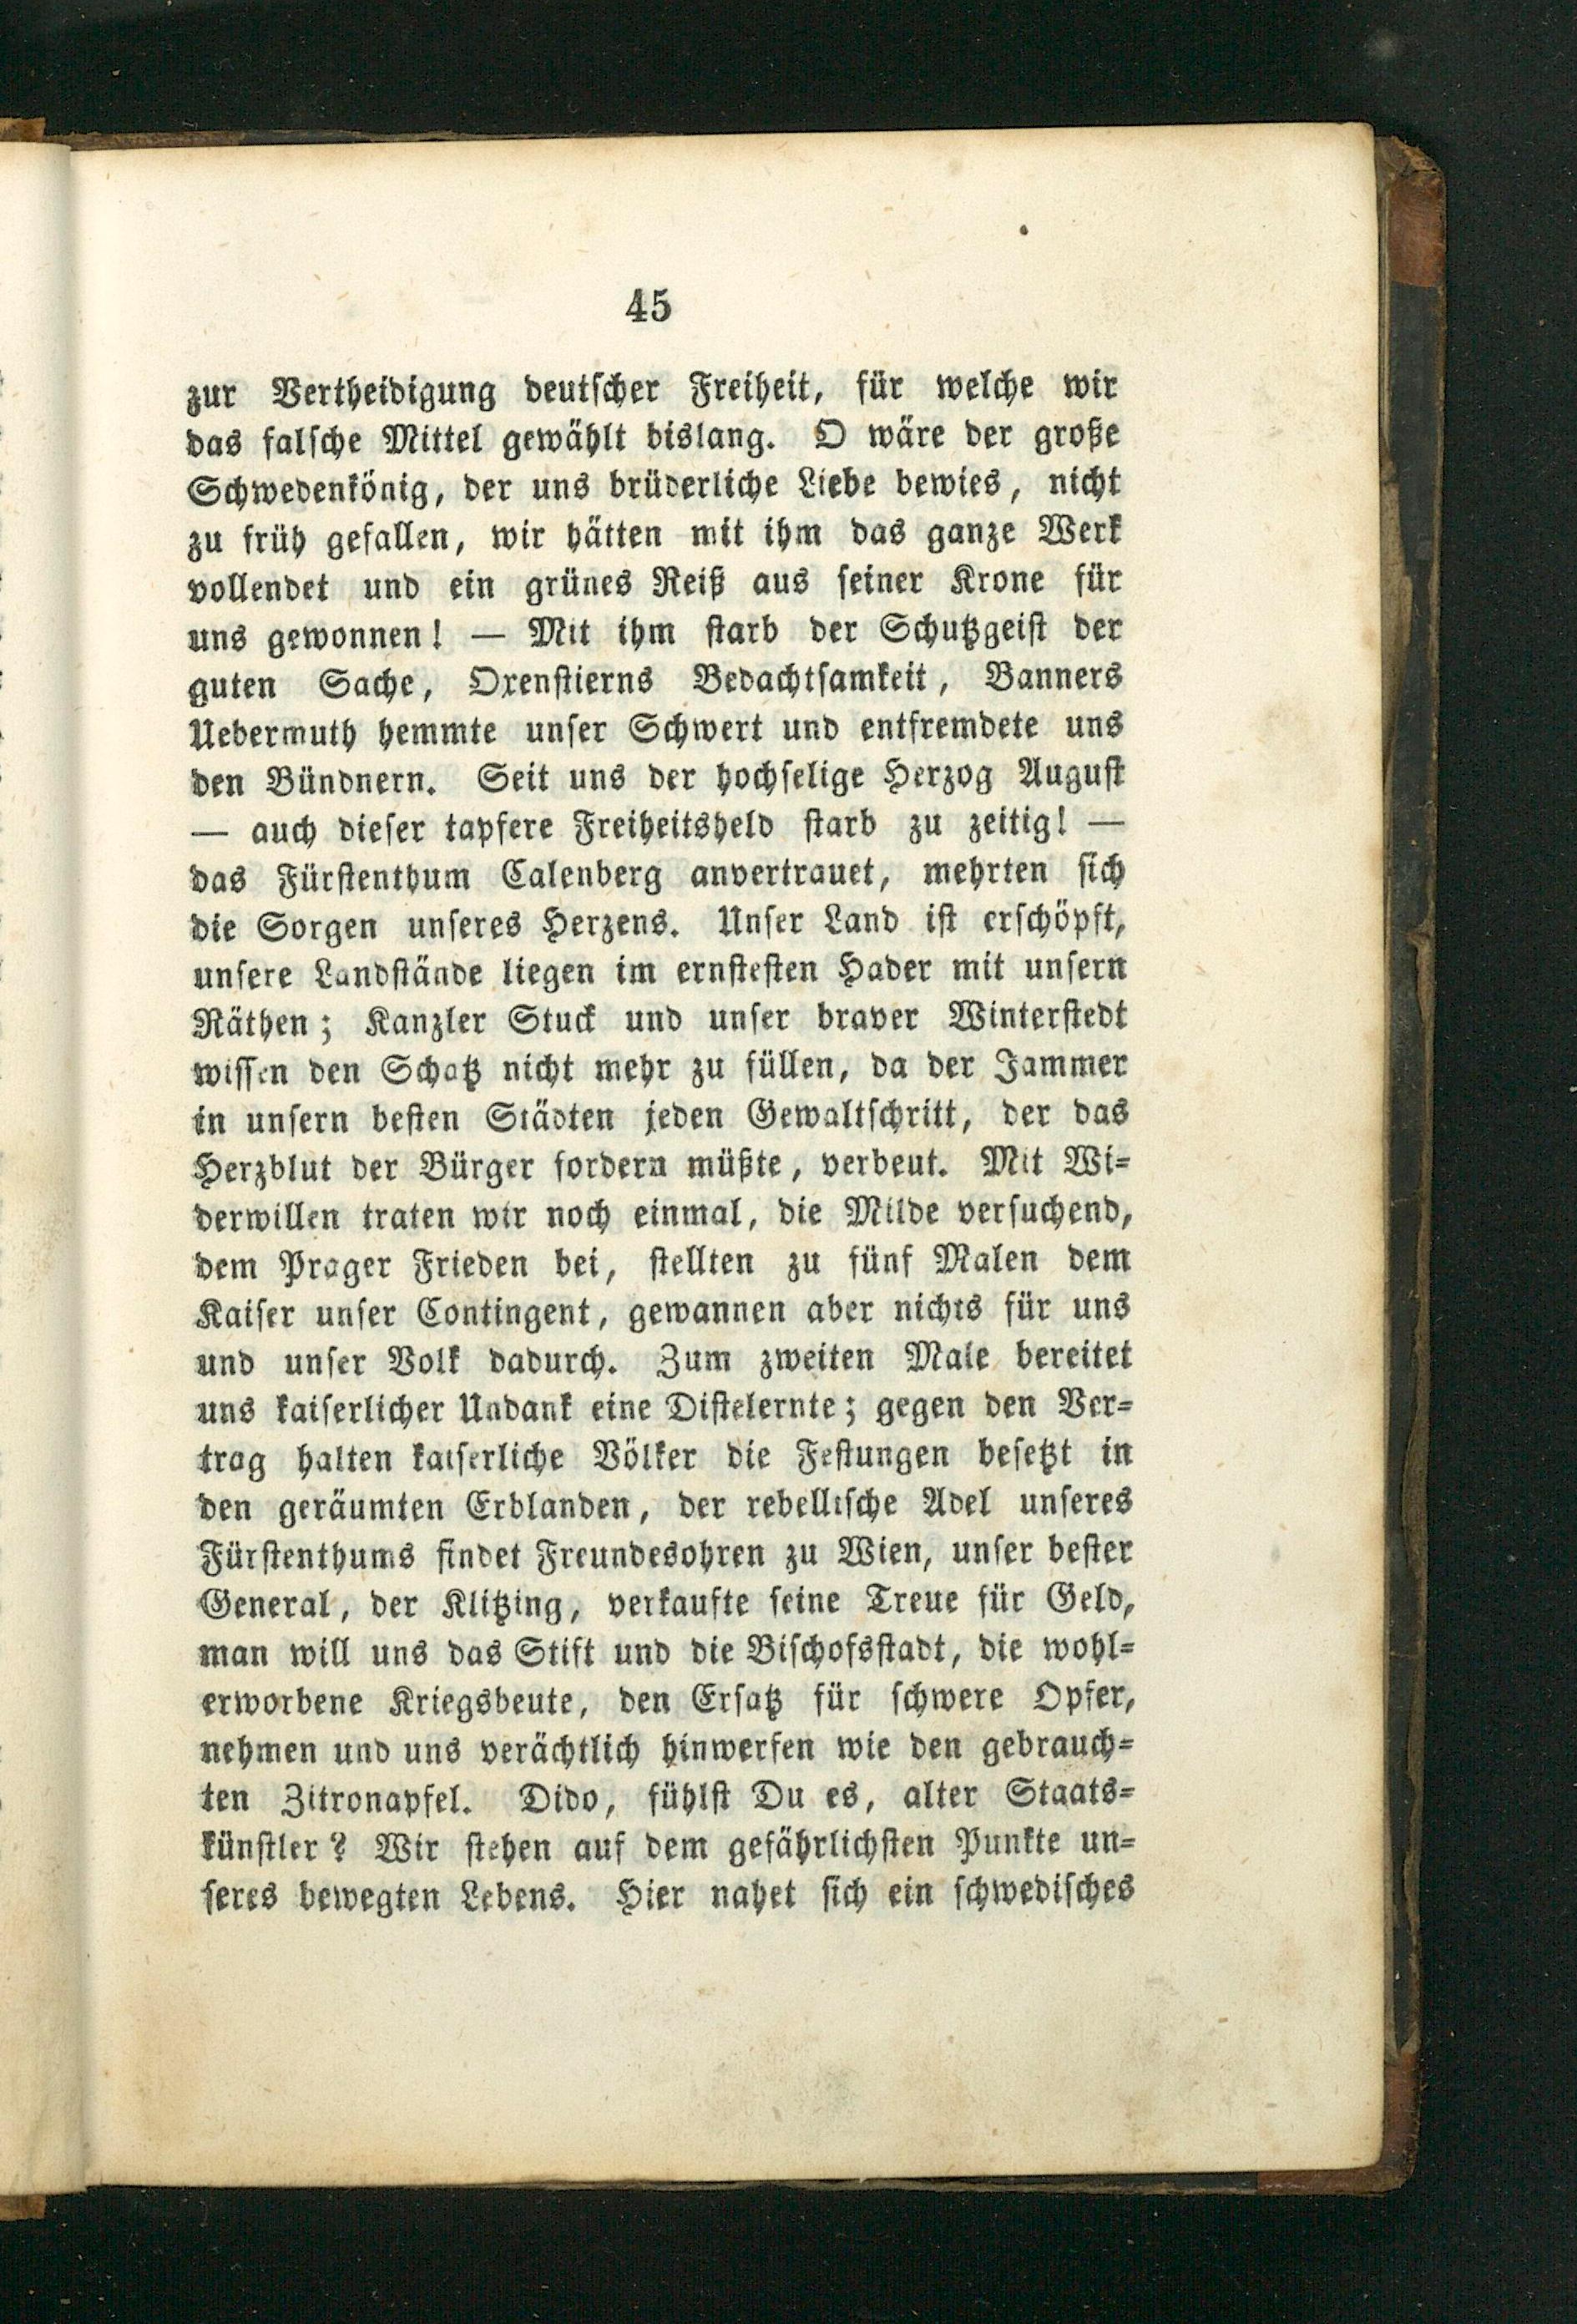 45
zur Vertheidigung deutscher Freiheit, für welche wir
das falsche Mittel gewählt bislang. O wäre der große
Schwedenkönig, der uns brüderliche Liebe bewies, nicht
zu früh gefallen, wir hätten mit ihm das ganze Werk
vollendet und ein grünes Reiß aus seiner Krone für
uns gewonnen! — Mit ihm starb der Schutzgeist der
guten Sache, Oxenstierns Bedachtsamkeit, Banners
Uebermuth hemmte unser Schwert und entfremdete uns
den Bündnern. Seit uns der hochselige Herzog August
— auch dieser tapfere Freiheitsheld starb zu zeitig! —
das Fürstenthum Calenberg anvertrauet, mehrten sich
die Sorgen unseres Herzens. Unser Land ist erschöpft,
unsere Landstände liegen im ernstesten Hader mit unsern
Räthen; Kanzler Stuck und unser braver Winterstedt
wissen den Schatz nicht mehr zu füllen, da der Jammer
in unsern besten Städten jeden Gewaltschritt, der das
Herzblut der Bürger fordern müßte, verbeut. Mit Wi-
derwillen traten wir noch einmal, die Milde versuchend,
dem Prager Frieden bei, stellten zu fünf Malen dem
Kaiser unser Contingent, gewannen aber nichts für uns
und unser Volk dadurch. Zum zweiten Male bereitet
uns kaiserlicher Undank eine Distelernte; gegen den Ver-
trag halten kaiserliche Völker die Festungen besetzt in
den geräumten Erblanden, der rebellische Adel unseres
Fürstenthums findet Freundesohren zu Wien, unser bester
General, der Klitzing, verkaufte seine Treue für Geld,
man will uns das Stift und die Bischofsstadt, die wohl-
erworbene Kriegsbeute, den Ersatz für schwere Opfer,
nehmen und uns verächtlich hinwerfen wie den gebrauch-
ten Zitronapfel. Dido, fühlst Du es, alter Staats-
künstler? Wir stehen auf dem gefährlichsten Punkte un-
seres bewegten Lebens. Hier nahet sich ein schwedisches